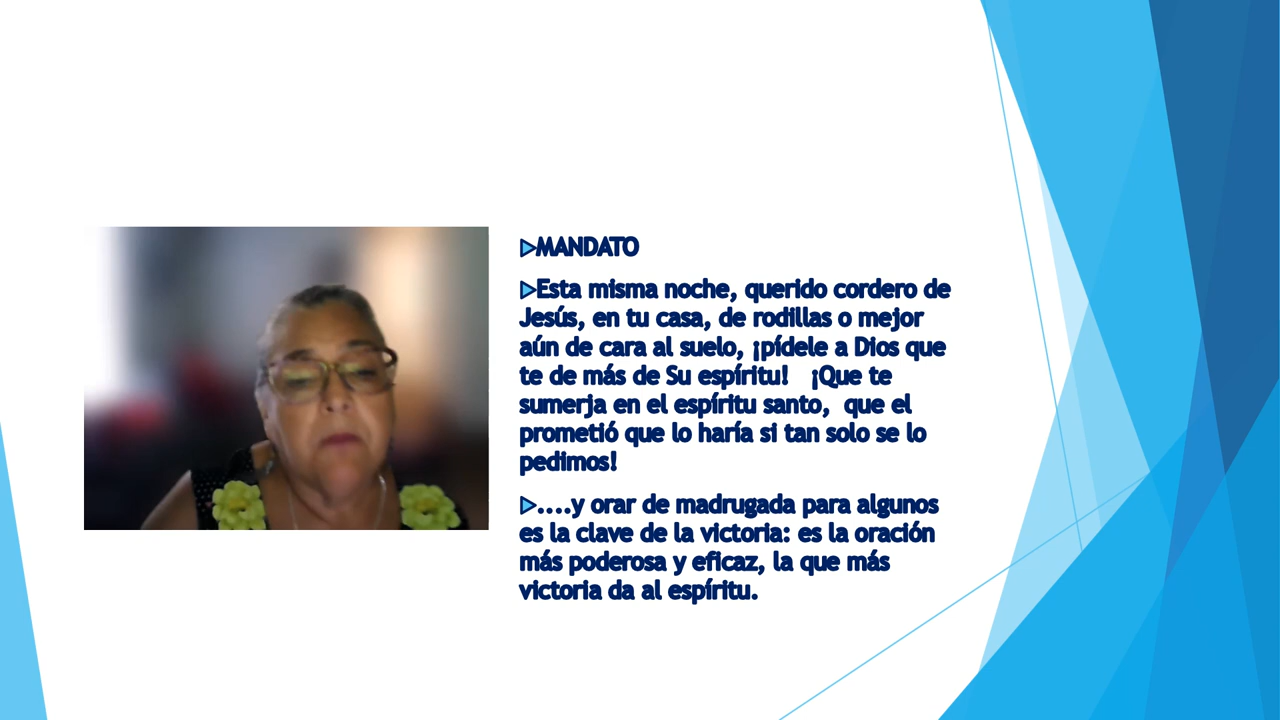 MANDATO
Esta misma noche, querido cordero de
Jesús, en tu casa, de rodillas o mejor
aún de cara al suelo, ¡pídele a Dios que
te de más de Su espíritu!   ¡Que te
sumerja en el espíritu santo,  que el
prometió que lo haría si tan solo se lo
pedimos!
....y orar de madrugada para algunos
es la clave de la victoria: es la oración
más poderosa y eficaz, la que más
victoria da al espíritu.